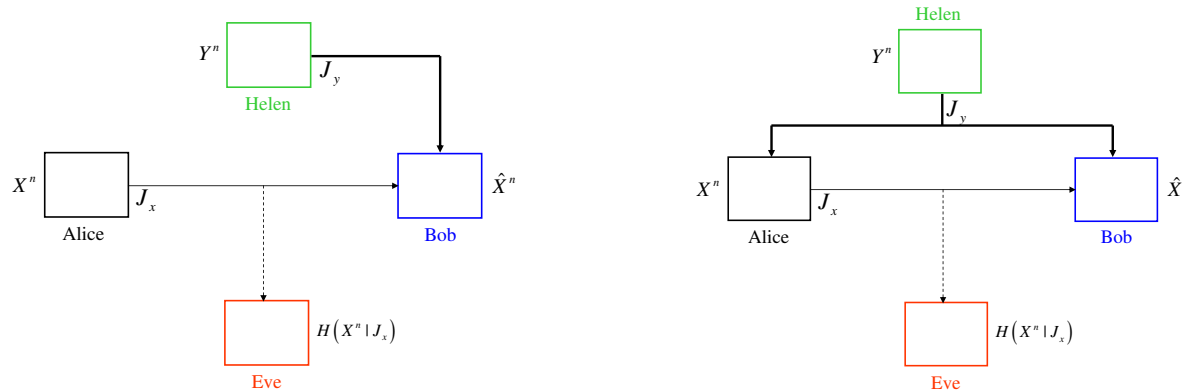 Y^n
J_y
Helen
X^n
J_x
X̂^n
Alice
Bob
H(X^n | J_x)
Eve
Helen
Y^n
J_y
X^n
J_x
X̂
Alice
Bob
H(X^n | J_x)
Eve